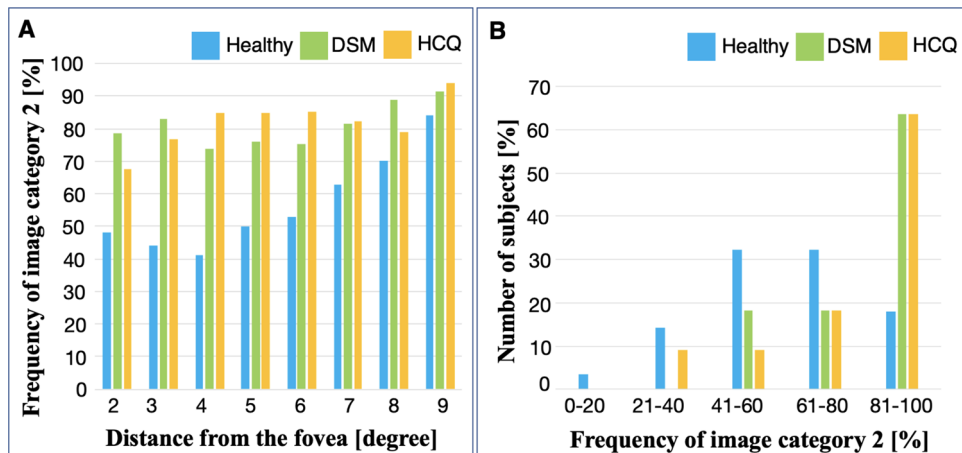 A
Healthy DSM HCQ
Frequency of image category 2 [%]
100
90
80
70
60
50
40
30
20
10
0
2 3 4 5 6 7 8 9
Distance from the fovea [degree]
B
Healthy DSM HCQ
Number of subjects [%]
70
60
50
40
30
20
10
0
0-20 21-40 41-60 61-80 81-100
Frequency of image category 2 [%]